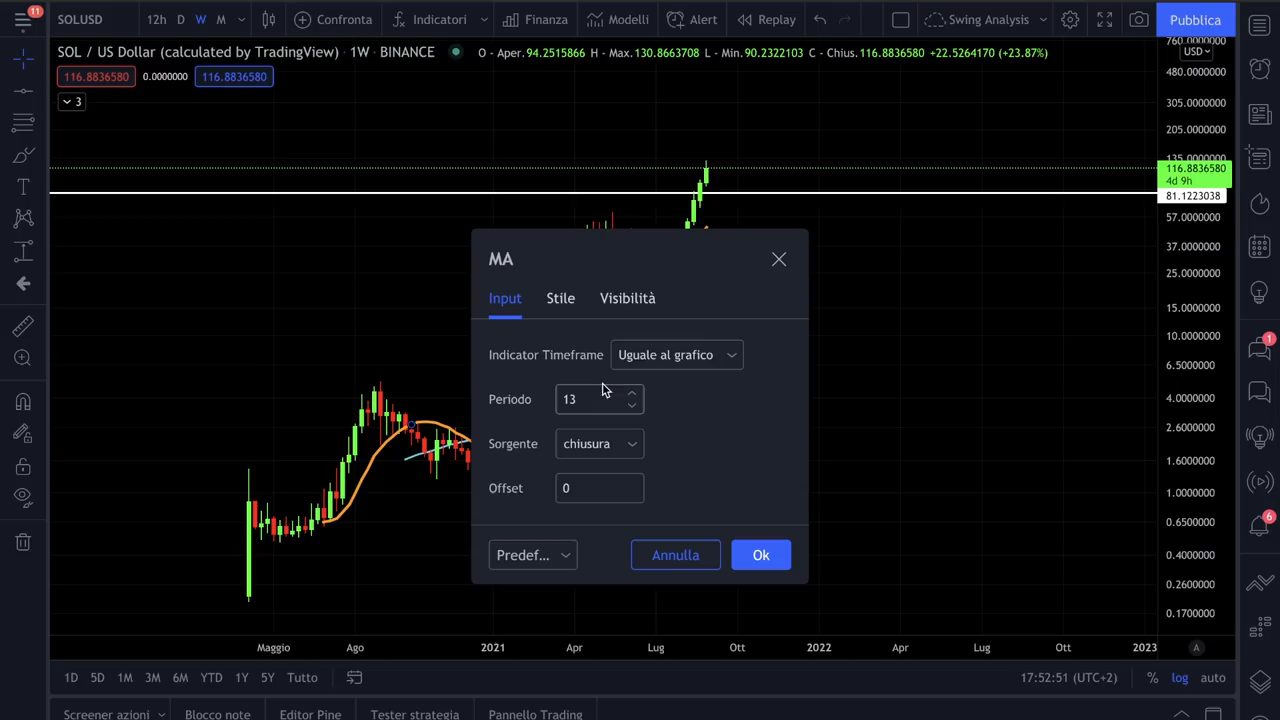 11
SOLUSD
12h
D
W
M
Confronta
Indicatori
Finanza
Modelli
Alert
Replay
Swing Analysis
Pubblica
SOL / US Dollar (calculated by TradingView) · 1W · BINANCE
O - Aper.94.2515866 H - Max.130.8663708 L - Min.90.2322103 C - Chius.116.8836580 +22.5264170 (+23.87%)
116.8836580
0.0000000
116.8836580
3
USD
760.0000000
480.0000000
305.0000000
205.0000000
135.0000000
116.8836580
4d 9h
81.1223038
57.0000000
37.0000000
25.0000000
15.0000000
10.0000000
6.5000000
4.0000000
2.6000000
1.6000000
1.0000000
0.6500000
0.4000000
0.2600000
0.1700000
MA
Input
Stile
Visibilità
Indicator Timeframe
Uguale al grafico
Periodo
13
Sorgente
chiusura
Offset
0
Predef...
Annulla
Ok
1
6
Maggio
Ago
2021
Apr
Lug
Ott
2022
Apr
Lug
Ott
2023
A
1D
5D
1M
3M
6M
YTD
1Y
5Y
Tutto
17:52:51 (UTC+2)
%
log
auto
Screener azioni
Blocco note
Editor Pine
Tester strategia
Pannello Trading